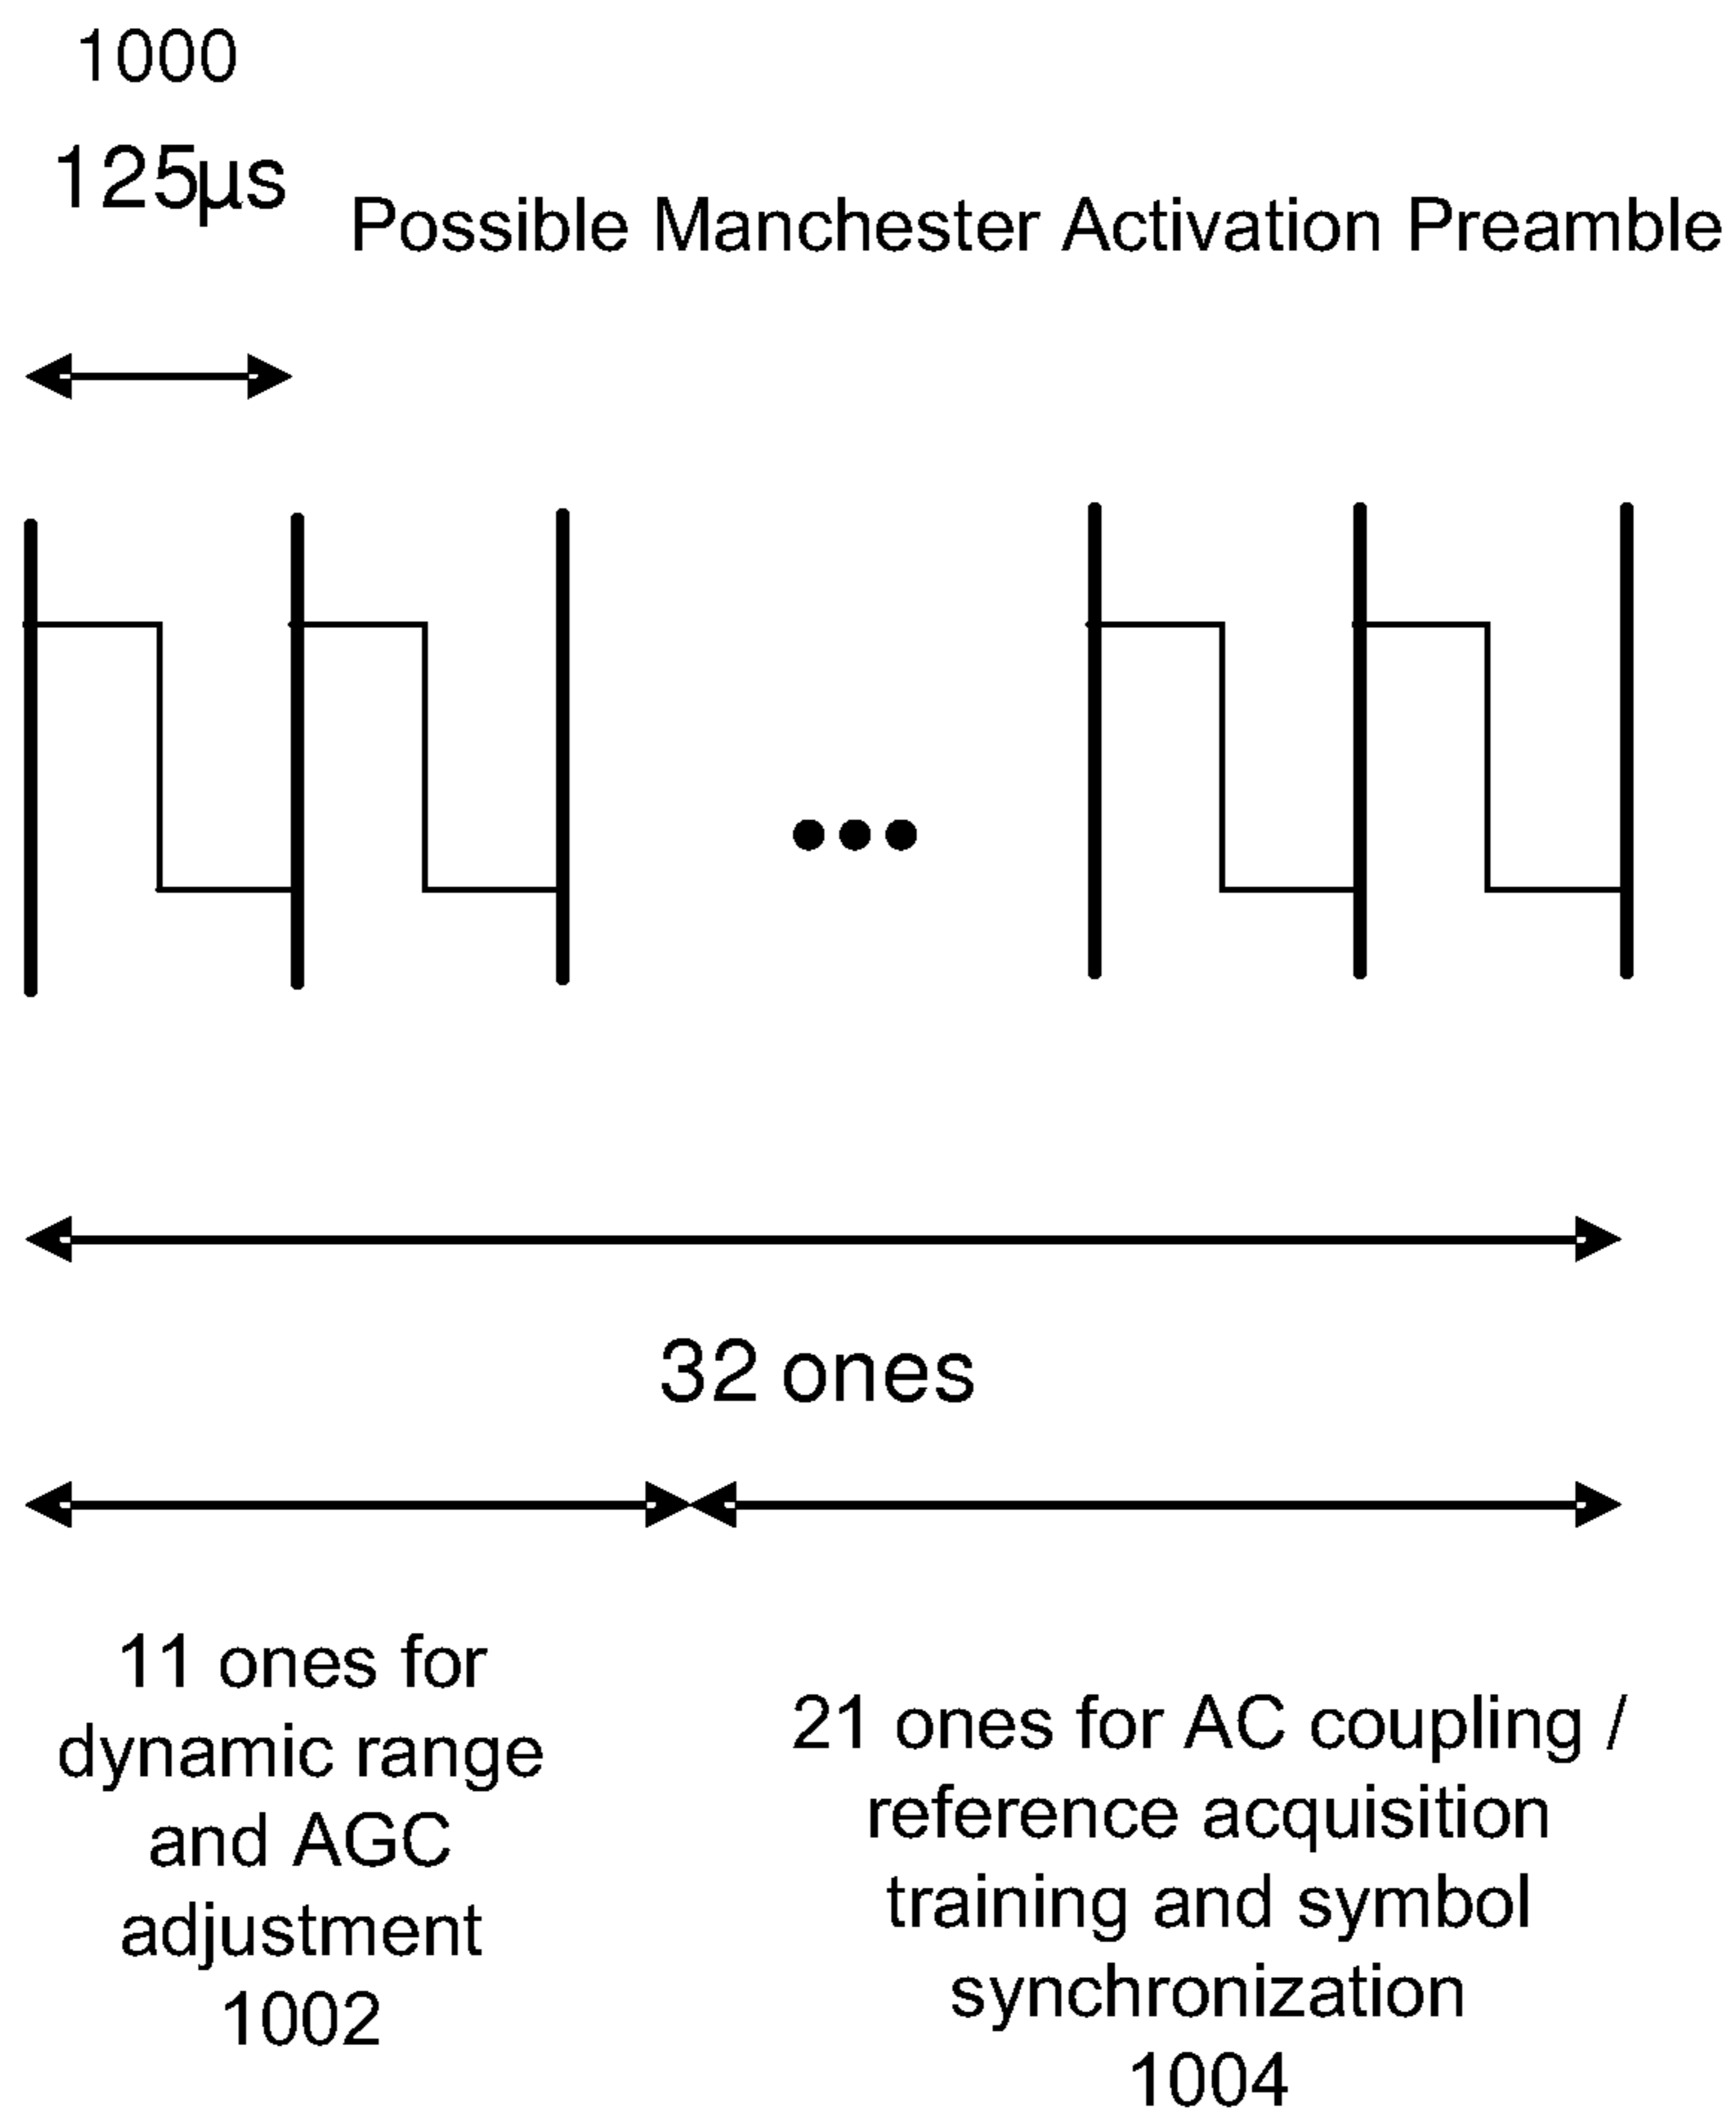 1000
125µs
Possible Manchester Activation Preamble
32 ones
11 ones for
dynamic range
and AGC
adjustment
1002
21 ones for AC coupling /
reference acquisition
training and symbol
synchronization
1004